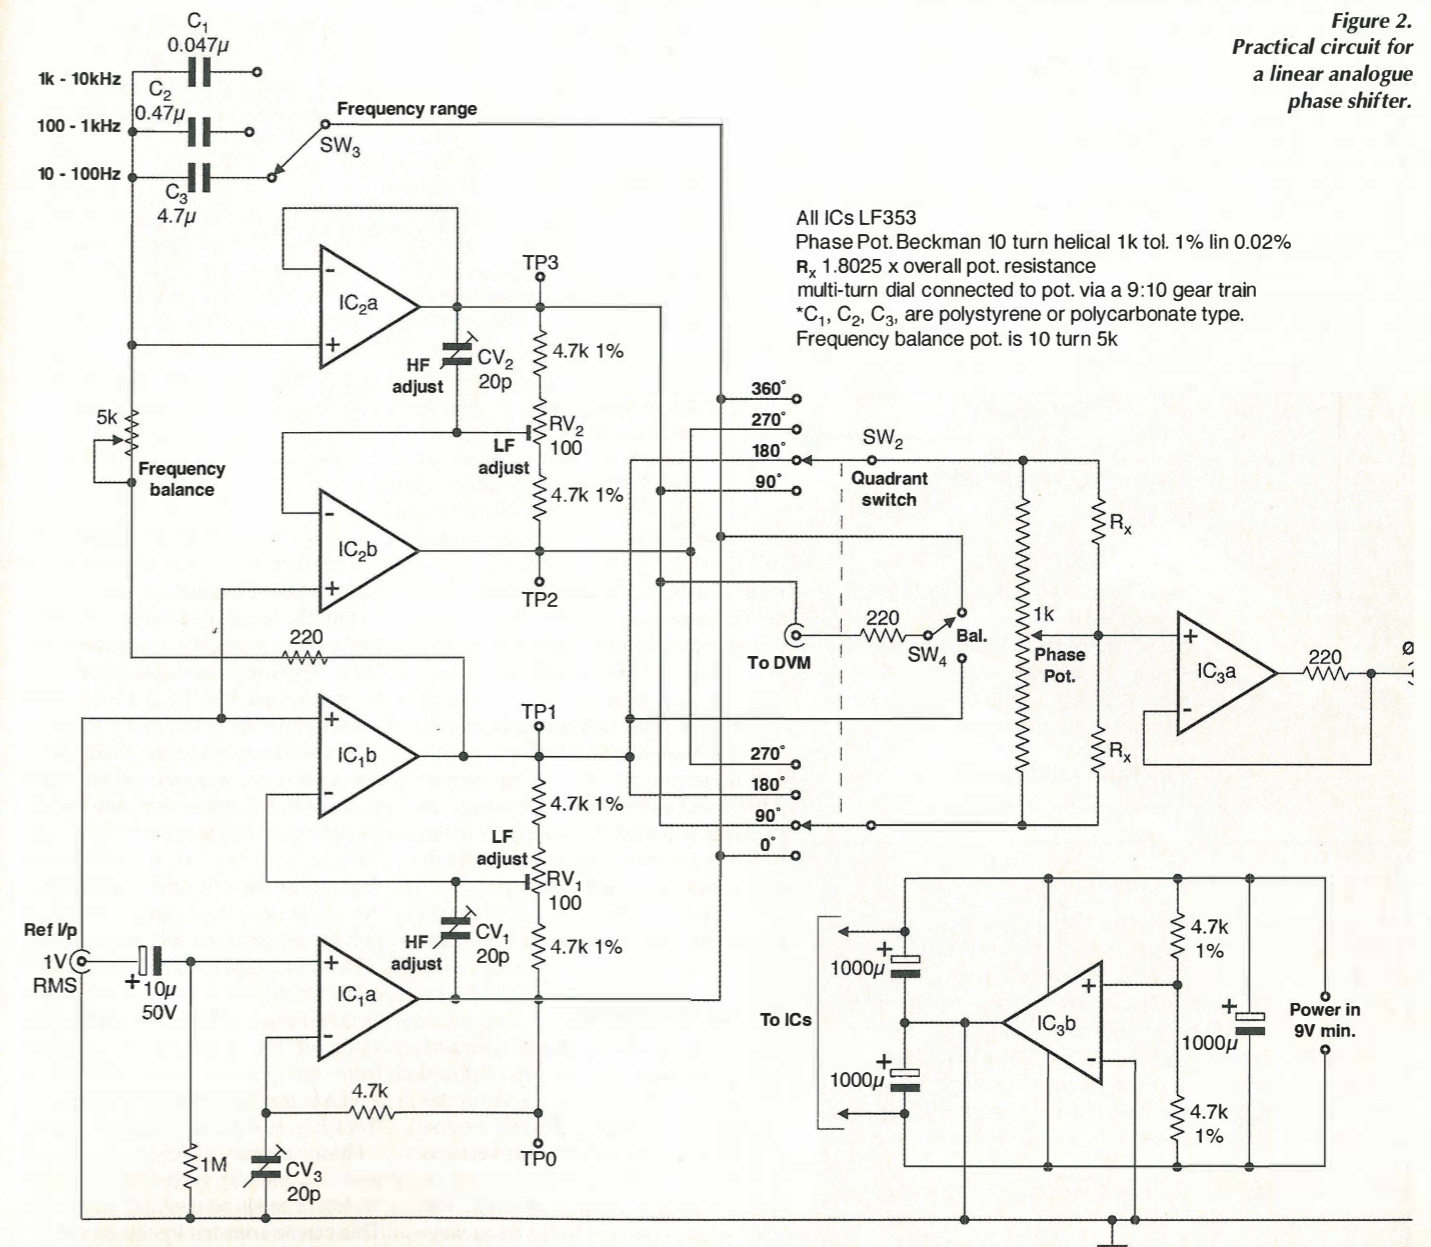 Figure 2.
Practical circuit for
a linear analogue
phase shifter.
C1
0.047µ
1k - 10kHz
C2
0.47µ
100 - 1kHz
10 - 100Hz
C3
4.7µ
Frequency range
SW3
All ICs LF353
Phase Pot. Beckman 10 turn helical 1k tol. 1% lin 0.02%
Rx 1.8025 x overall pot. resistance
multi-turn dial connected to pot. via a 9:10 gear train
*C1, C2, C3, are polystyrene or polycarbonate type.
Frequency balance pot. is 10 turn 5k
-
IC2a
+
TP3
HF
adjust
CV2
20p
4.7k 1%
5k
Frequency
balance
LF
adjust
RV2
100
4.7k 1%
-
IC2b
+
TP2
360°
270°
180°
90°
SW2
Quadrant
switch
Rx
1k
Phase
Pot.
220
SW4
Bal.
To DVM
Rx
+
IC3a
-
220
Ø
220
+
IC1b
-
TP1
4.7k 1%
LF
adjust
RV1
100
HF
adjust
CV1
20p
4.7k 1%
270°
180°
90°
0°
Ref I/p
1V
RMS
+
10µ
50V
+
IC1a
-
4.7k
TP0
1M
CV3
20p
To ICs
+
1000µ
+
1000µ
IC3b
+
-
4.7k
1%
4.7k
1%
+
1000µ
Power in
9V min.